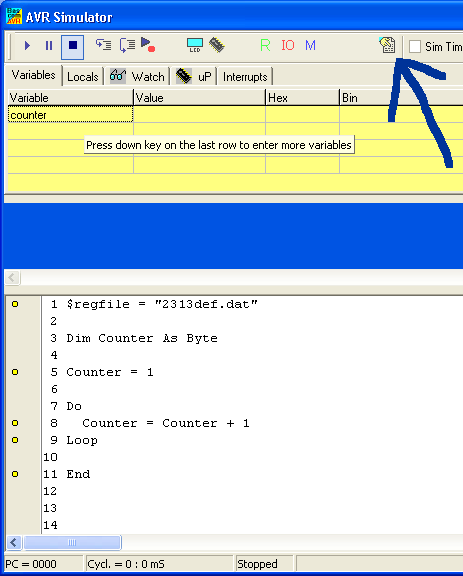 AVR Simulator
LCD R IO M Sim Tim
Variables Locals Watch uP Interrupts
Variable Value Hex Bin
counter
Press down key on the last row to enter more variables
1 $regfile = "2313def.dat"
2
3 Dim Counter As Byte
4
5 Counter = 1
6
7 Do
8 Counter = Counter + 1
9 Loop
10
11 End
12
13
14
PC = 0000 Cycl. = 0 : 0 mS Stopped